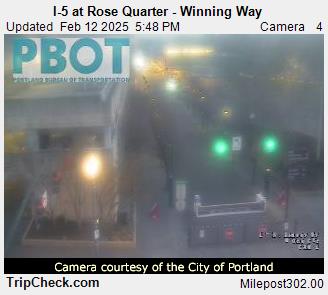 I-5 at Rose Quarter - Winning Way
Updated Feb 12 2025 5:48 PM Camera 4
PBOT
PORTLAND BUREAU OF TRANSPORTATION
Camera courtesy of the City of Portland
TripCheck.com Milepost302.00